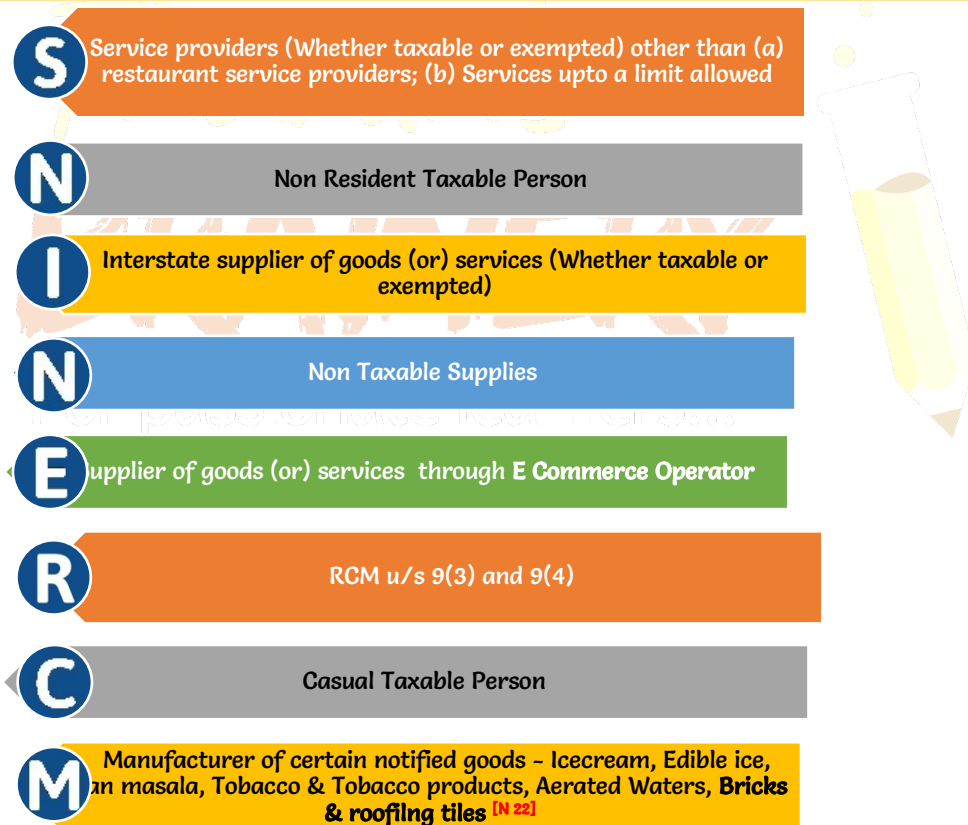 S
Service providers (Whether taxable or exempted) other than (a)
restaurant service providers; (b) Services upto a limit allowed
N
Non Resident Taxable Person
I
Interstate supplier of goods (or) services (Whether taxable or
exempted)
N
Non Taxable Supplies
E
upplier of goods (or) services through E Commerce Operator
R
RCM u/s 9(3) and 9(4)
C
Casual Taxable Person
M
Manufacturer of certain notified goods - Icecream, Edible ice,
an masala, Tobacco & Tobacco products, Aerated Waters, Bricks
& roofilng tiles [N 22]